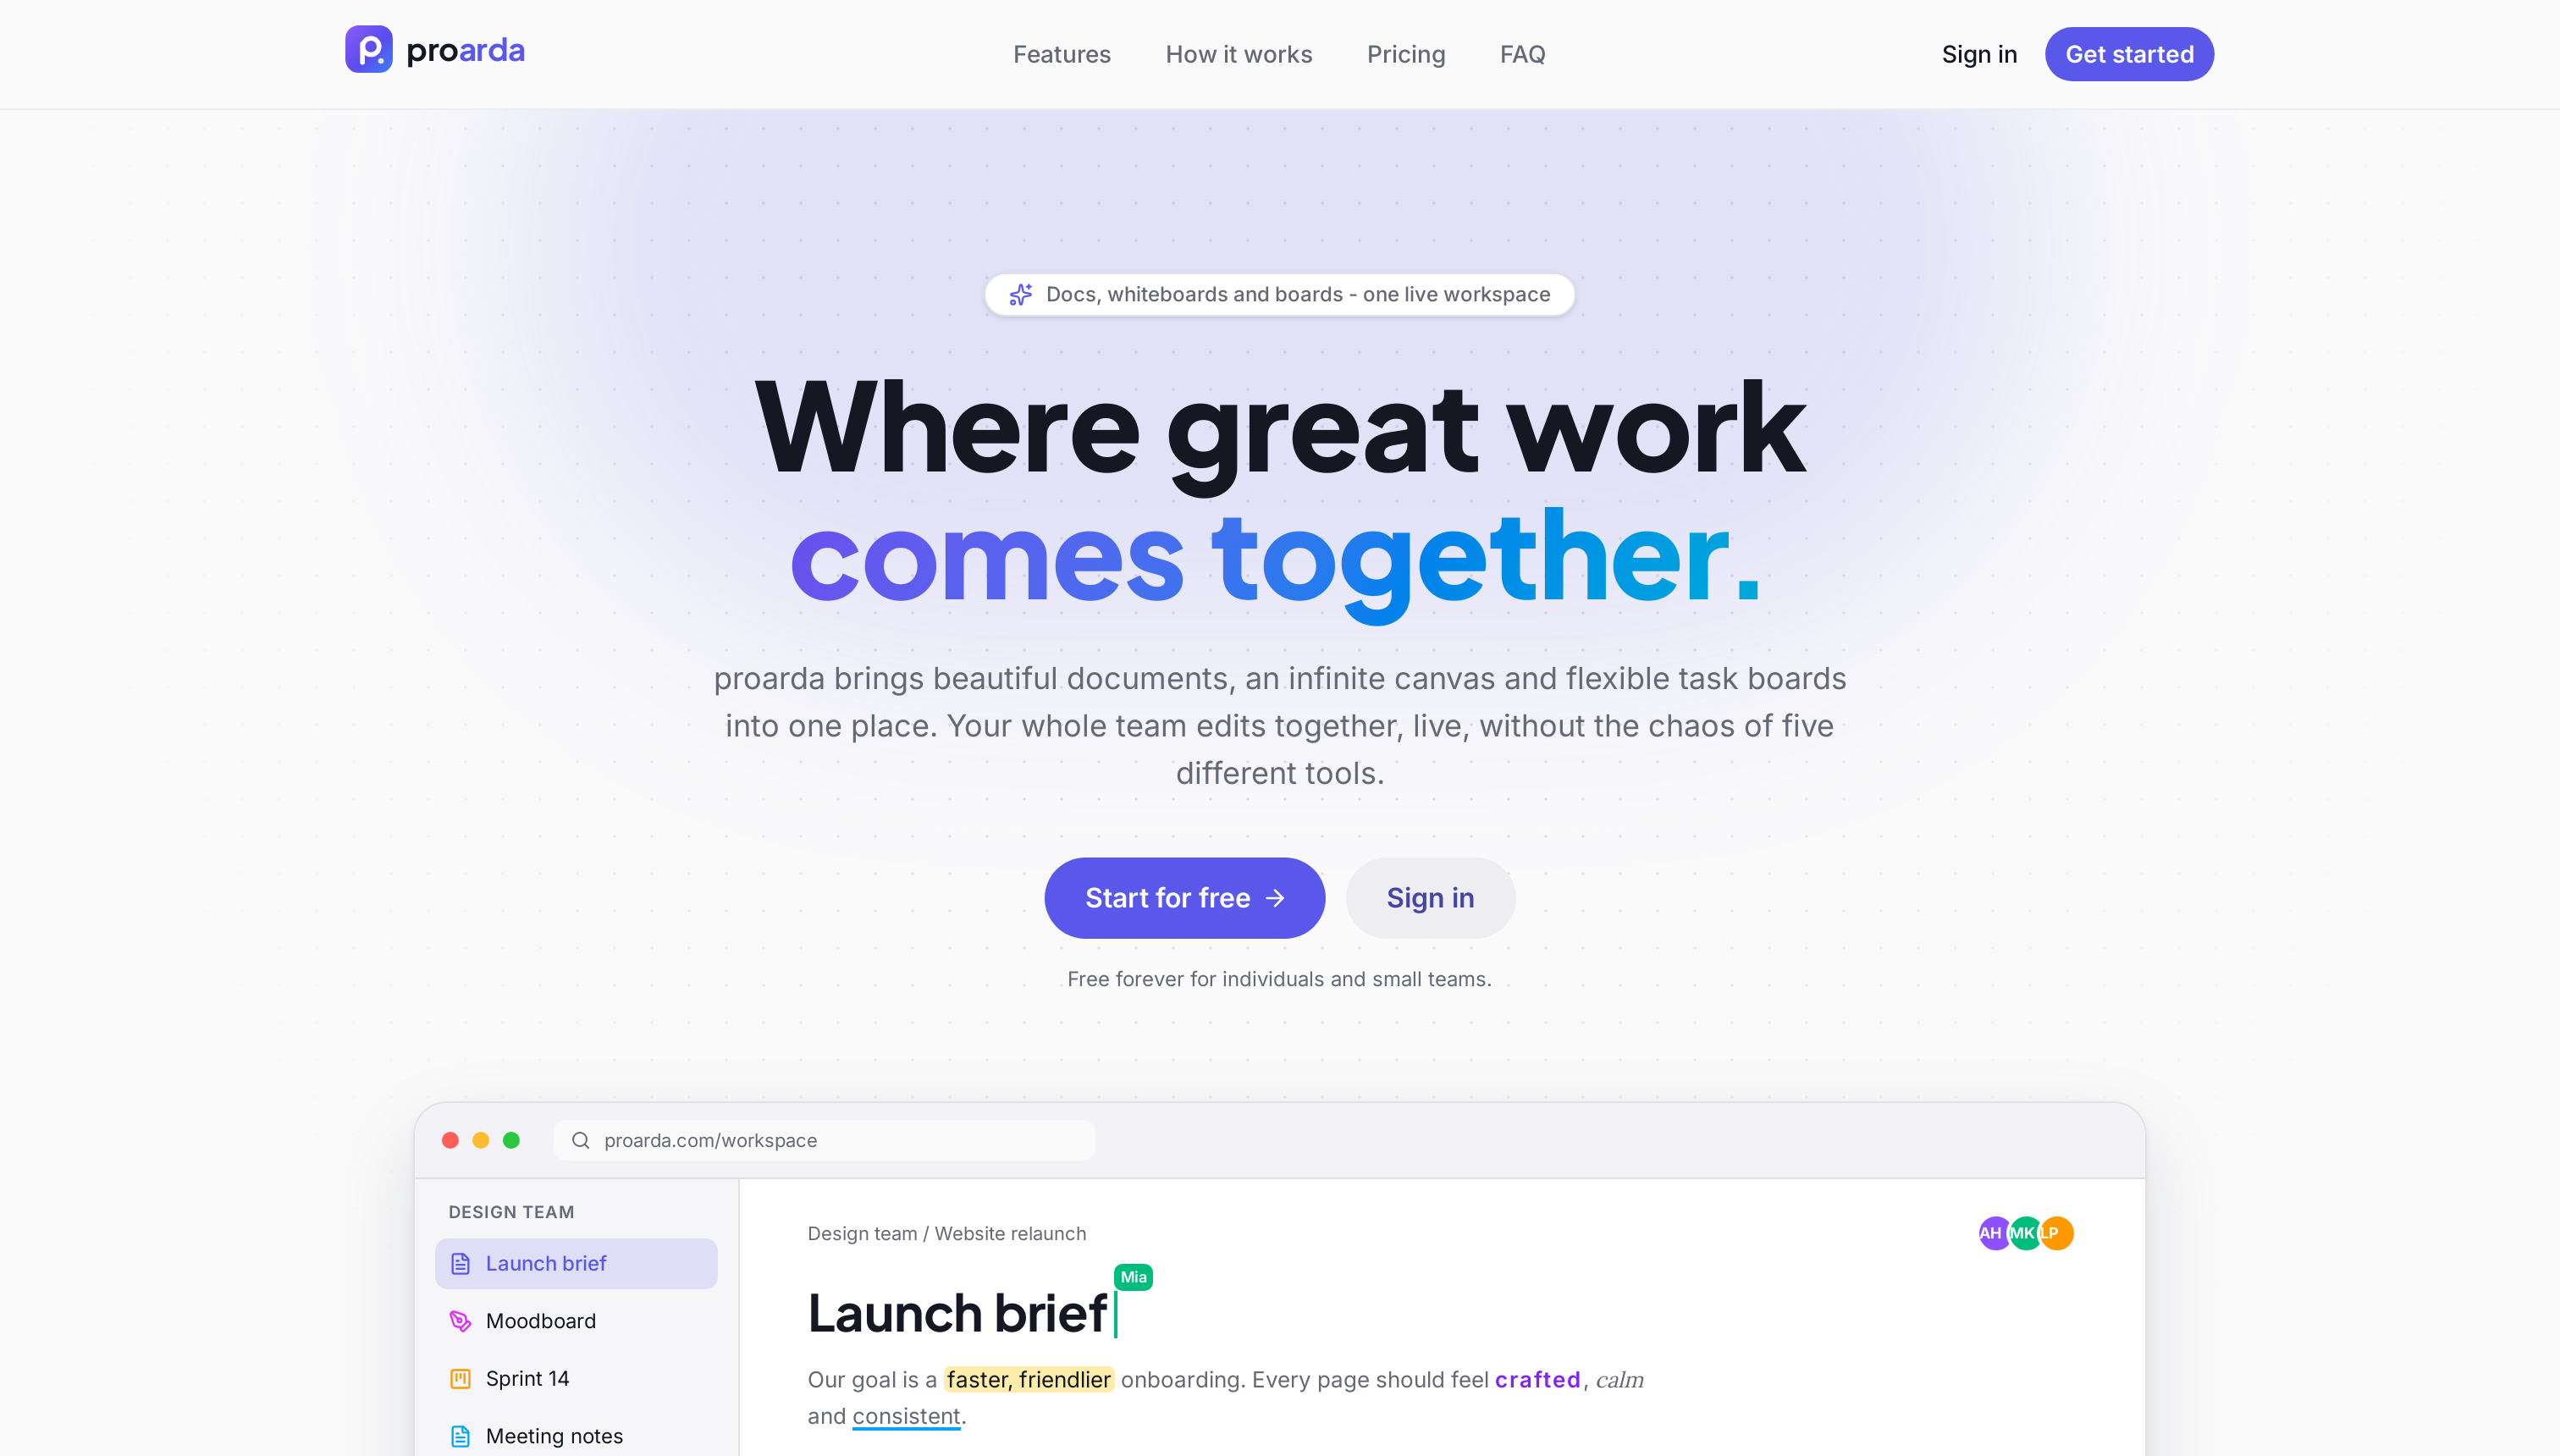 proarda
Features How it works Pricing FAQ
Sign in Get started
Docs, whiteboards and boards - one live workspace
Where great work
comes together.
proarda brings beautiful documents, an infinite canvas and flexible task boards
into one place. Your whole team edits together, live, without the chaos of five
different tools.
Start for free → Sign in
Free forever for individuals and small teams.
proarda.com/workspace
DESIGN TEAM
Launch brief
Moodboard
Sprint 14
Meeting notes
Design team / Website relaunch
AH MK LP
Mia
Launch brief
Our goal is a faster, friendlier onboarding. Every page should feel crafted, calm
and consistent.